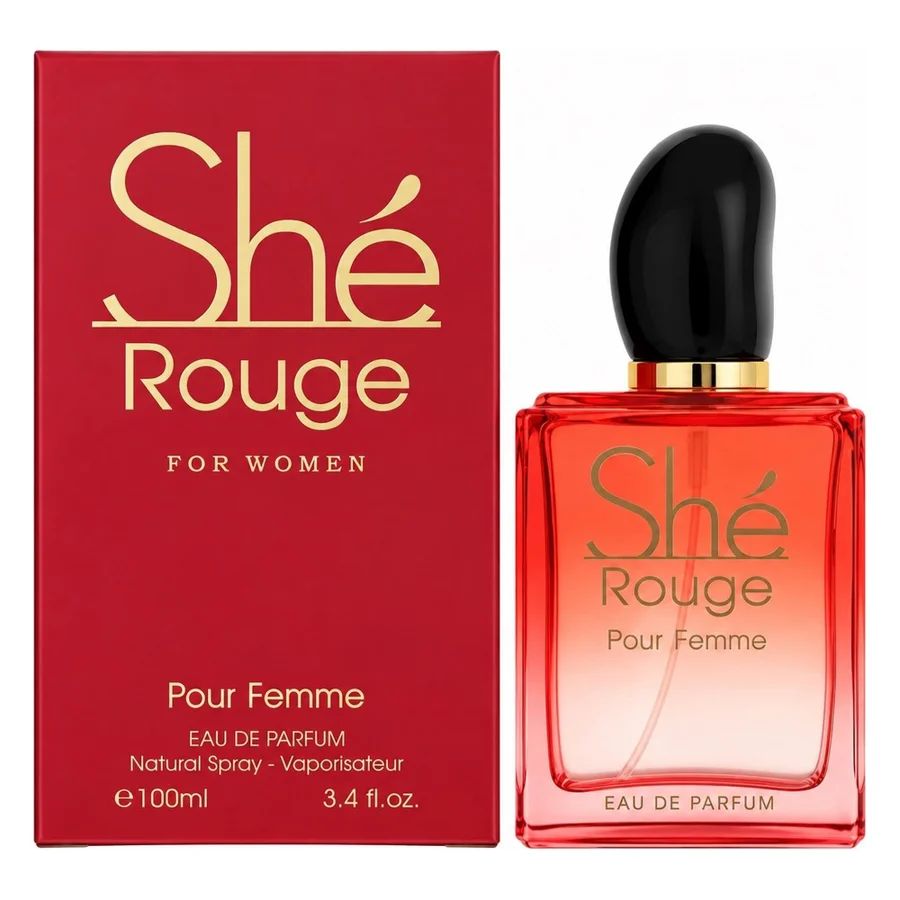 Shé
Rouge
FOR WOMEN
Pour Femme
EAU DE PARFUM
Natural Spray - Vaporisateur
℮100ml 3.4 fl.oz.
Shé
Rouge
Pour Femme
EAU DE PARFUM